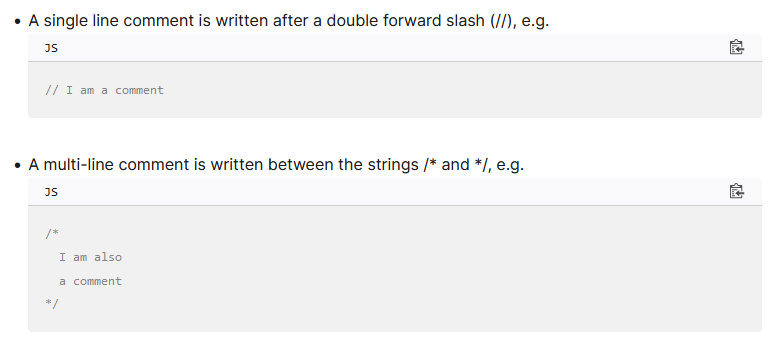 • A single line comment is written after a double forward slash (//), e.g.
JS
// I am a comment
• A multi-line comment is written between the strings /* and */, e.g.
JS
/*
  I am also
  a comment
*/